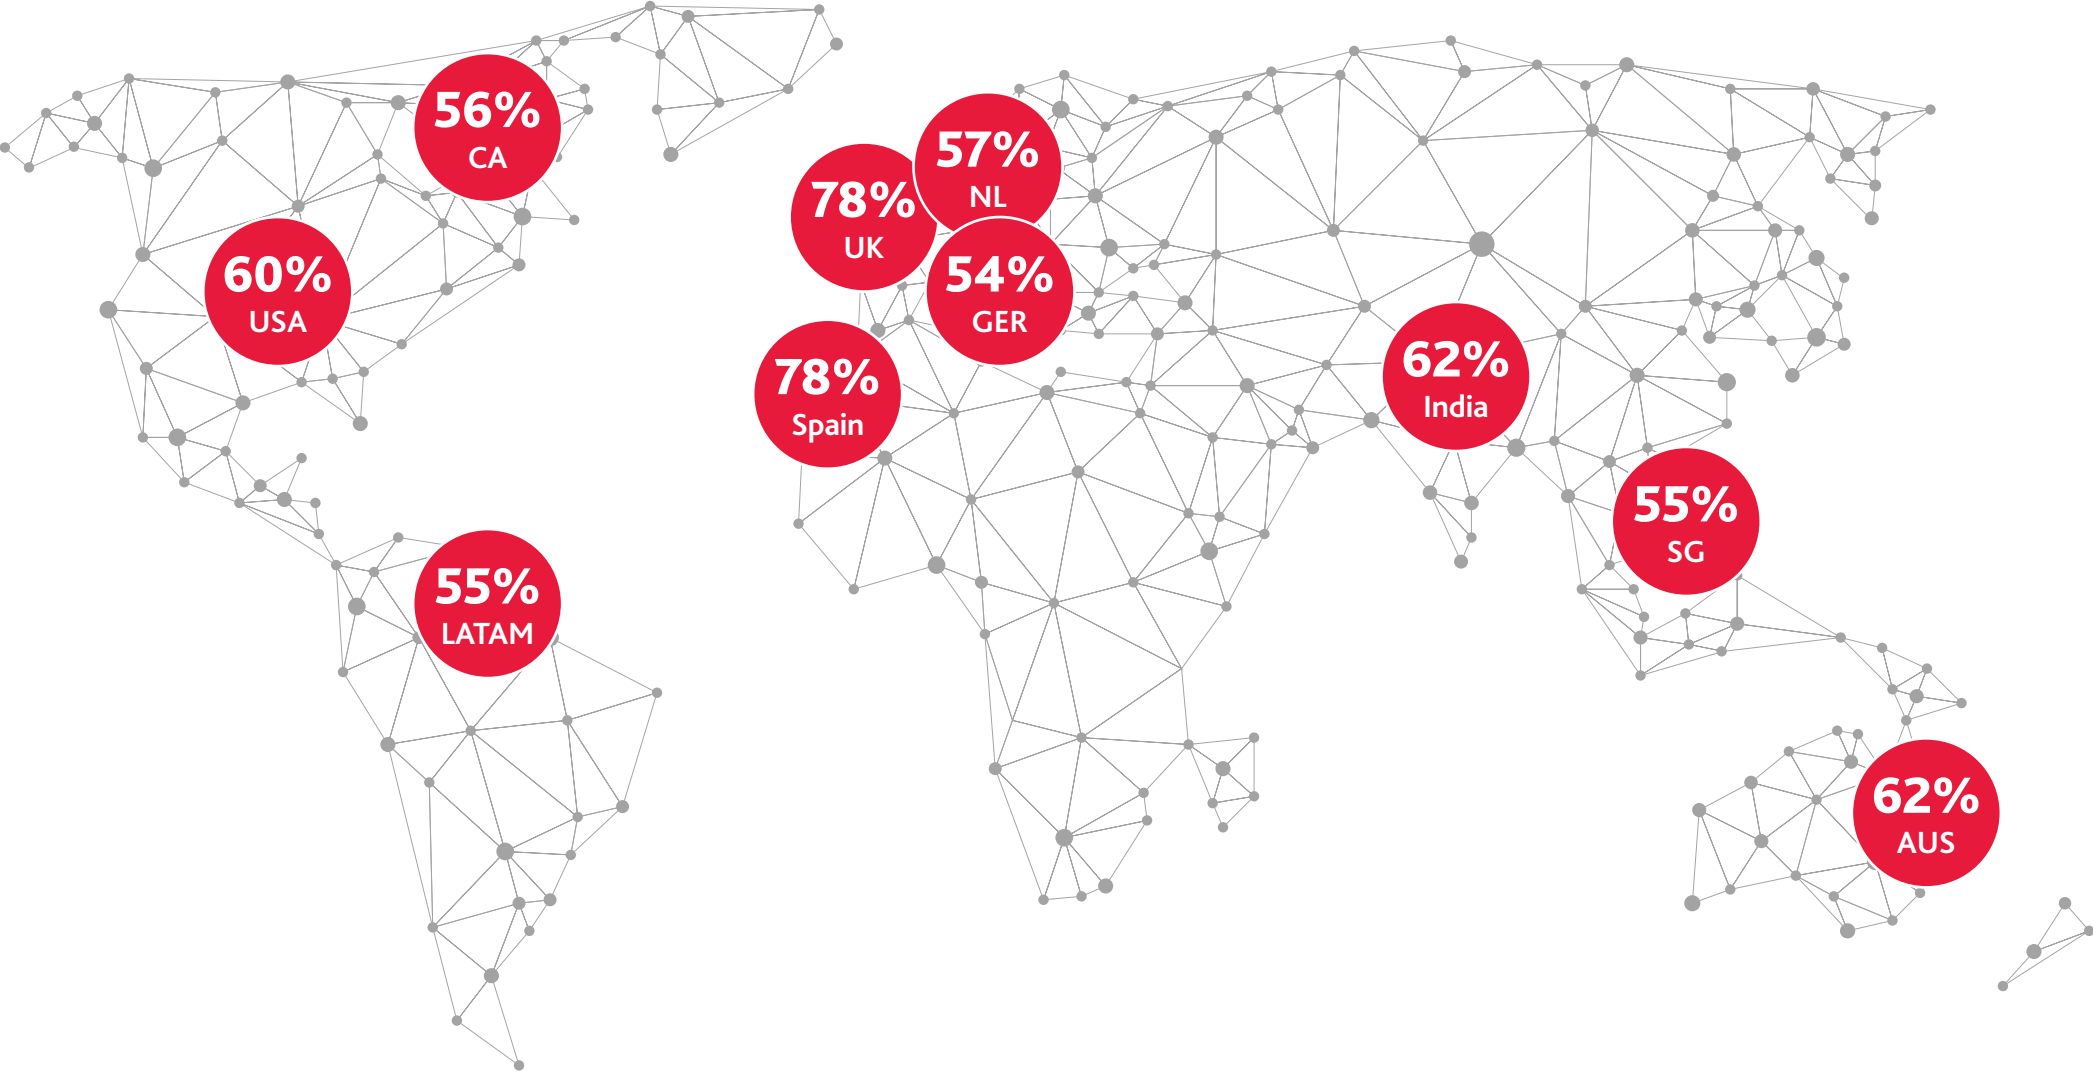 56%
CA
57%
NL
78%
UK
60%
USA
54%
GER
78%
Spain
62%
India
55%
SG
55%
LATAM
62%
AUS